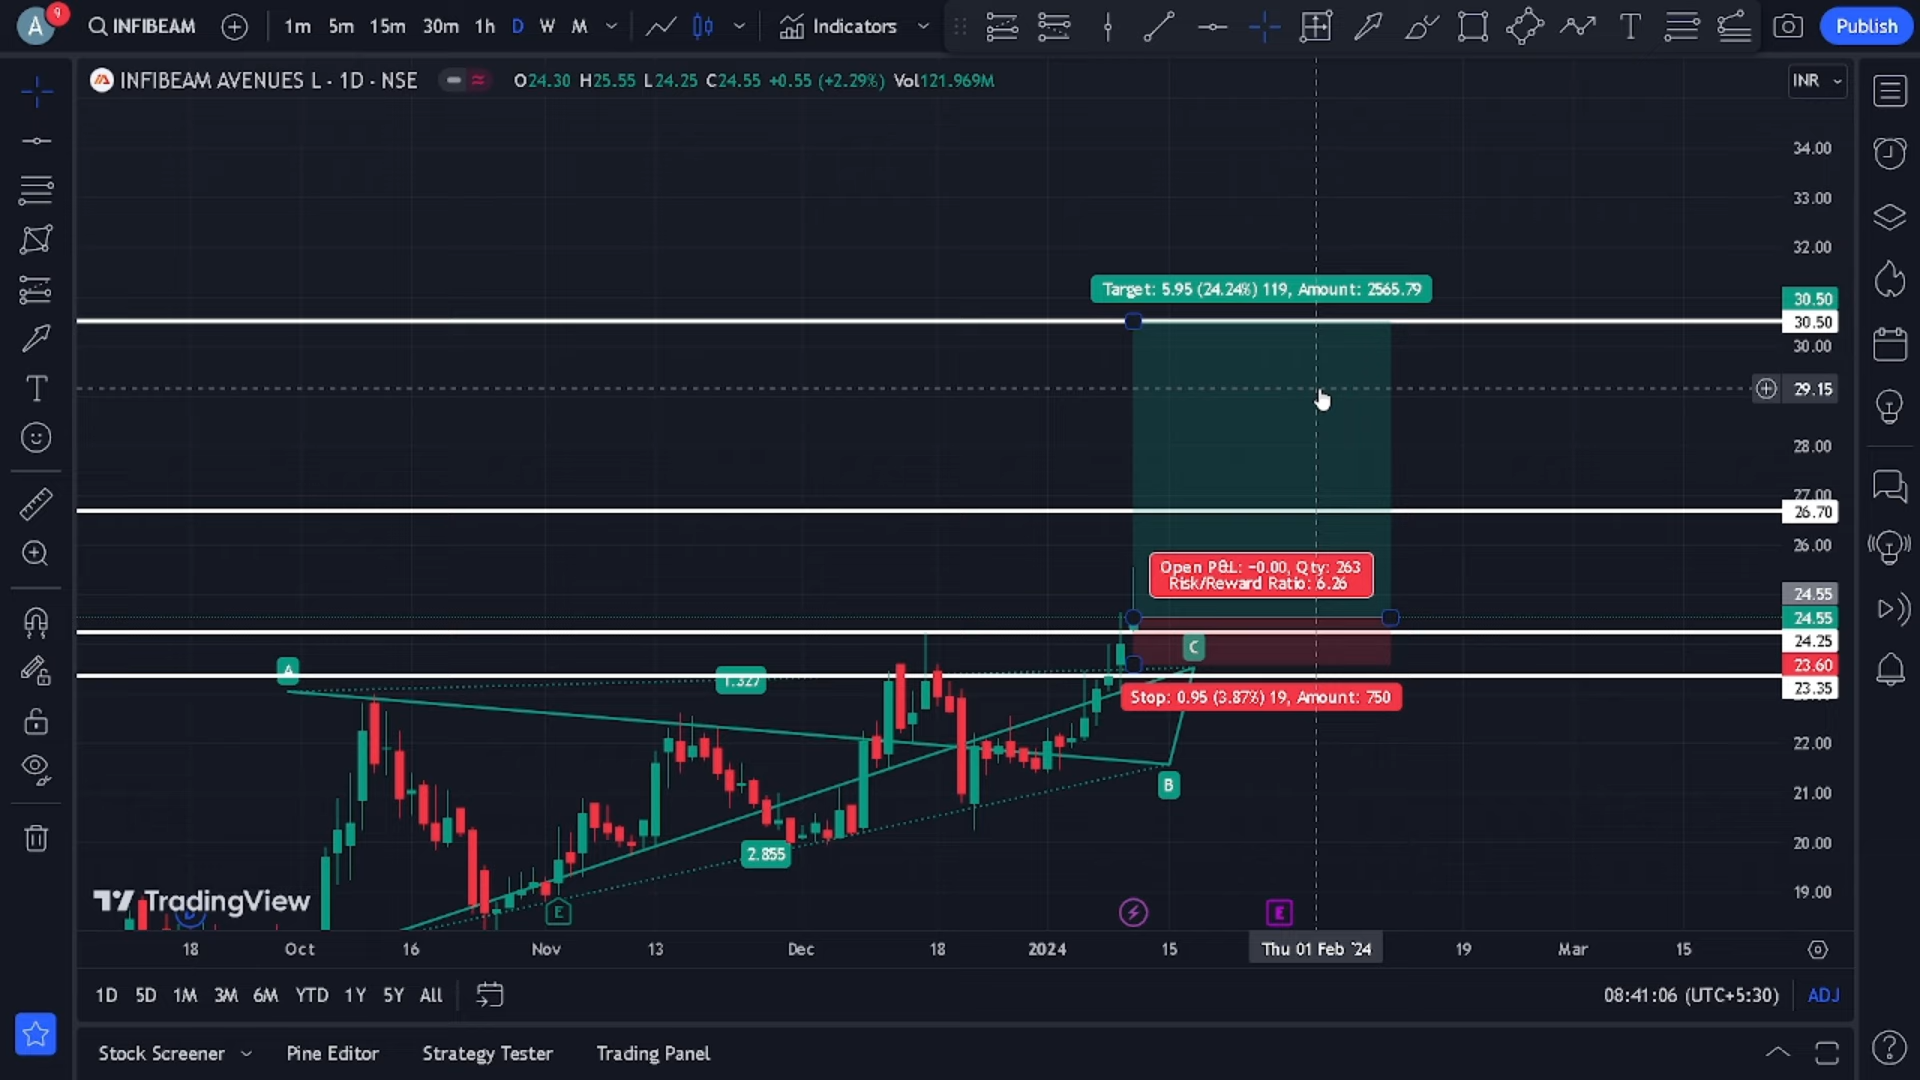 A 9 INFIBEAM 1m 5m 15m 30m 1h D W M Indicators Publish
INFIBEAM AVENUES L · 1D · NSE O24.30 H25.55 L24.25 C24.55 +0.55 (+2.29%) Vol121.969M INR
34.00
33.00
32.00
Target: 5.95 (24.24%) 119, Amount: 2565.79
30.50
30.50
30.00
29.15
28.00
27.00
26.70
26.00
Open P&L: −0.00, Qty: 263
Risk/Reward Ratio: 6.26
24.55
24.55
24.25
23.60
23.35
A
C
1.327
Stop: 0.95 (3.87%) 19, Amount: 750
22.00
B
21.00
20.00
2.855
19.00
TradingView
E
E
18 Oct 16 Nov 13 Dec 18 2024 15 Thu 01 Feb '24 19 Mar 15
1D 5D 1M 3M 6M YTD 1Y 5Y All 08:41:06 (UTC+5:30) ADJ
Stock Screener Pine Editor Strategy Tester Trading Panel